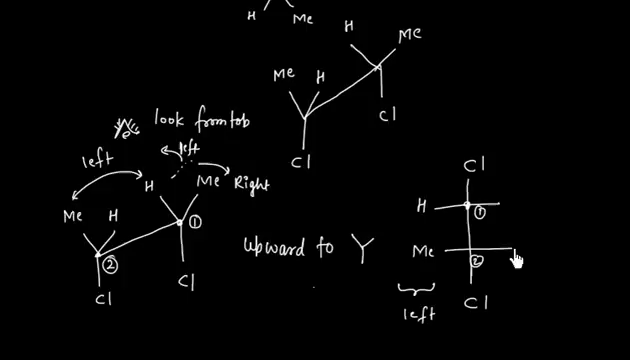 H Me
H Me
Me H
Cl
Cl
look from top
left
left
H Me Right
Me H
①
②
Cl
Cl
upward to Y
Cl
H
①
Me
②
left
Cl